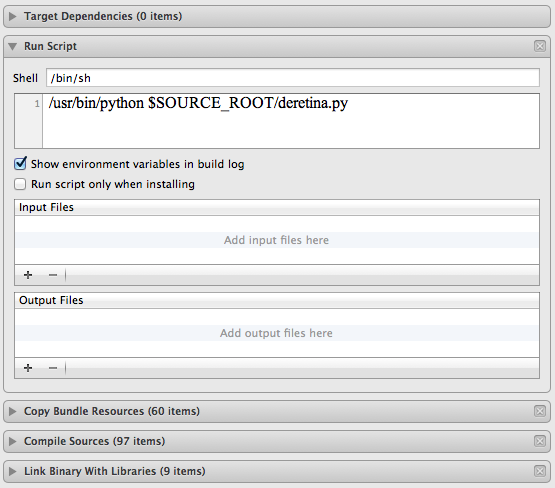 Target Dependencies (0 items)
Run Script
Shell /bin/sh
1 /usr/bin/python $SOURCE_ROOT/deretina.py
Show environment variables in build log
Run script only when installing
Input Files
Add input files here
+ −
Output Files
Add output files here
+ −
Copy Bundle Resources (60 items)
Compile Sources (97 items)
Link Binary With Libraries (9 items)